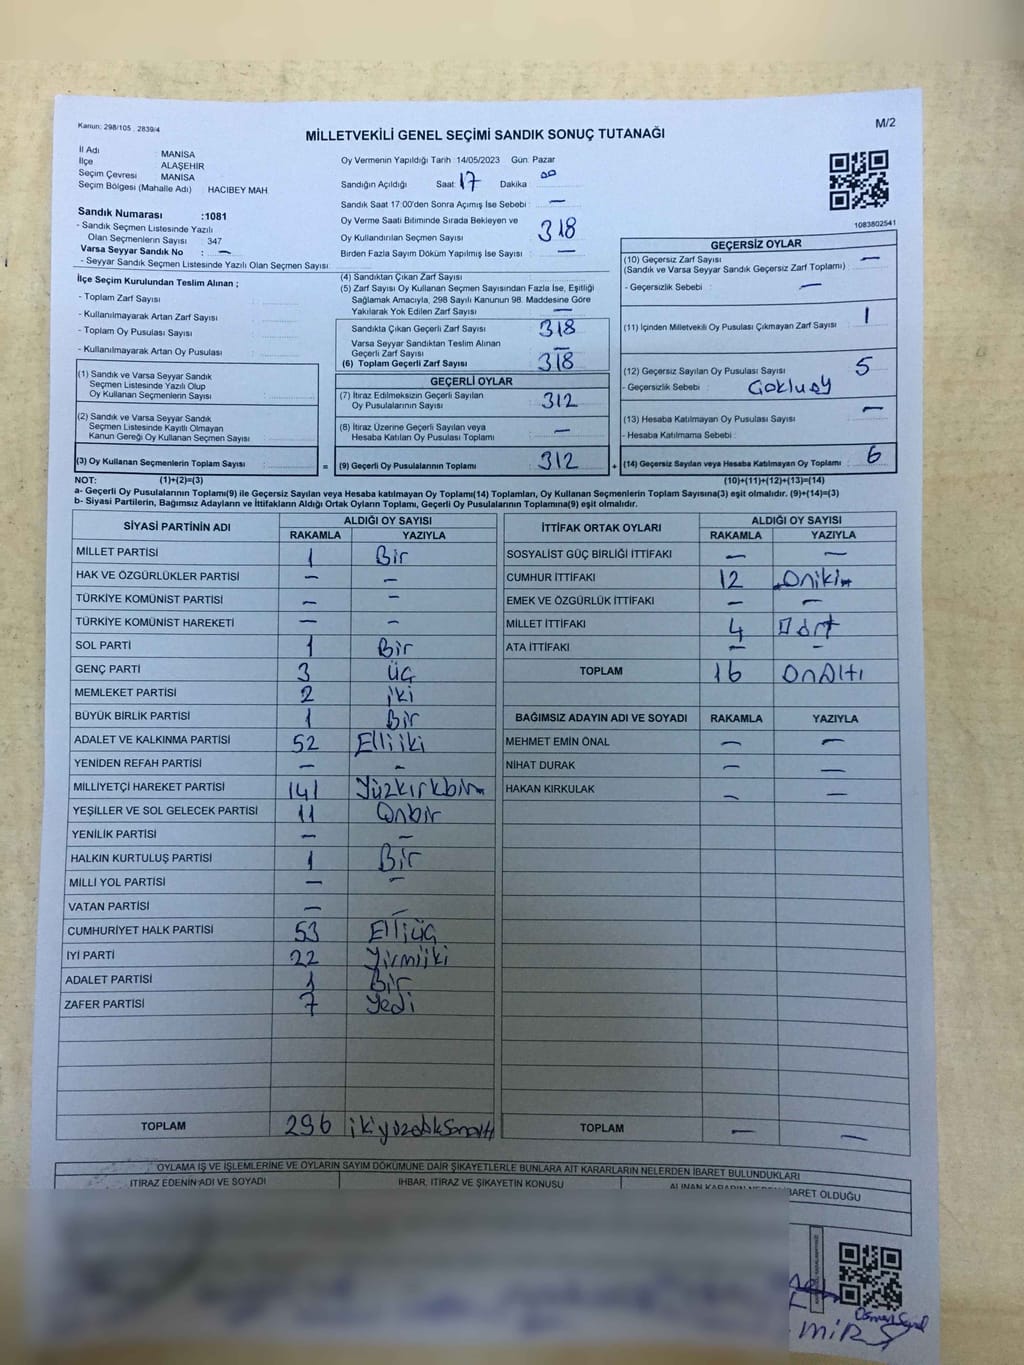 Kanun: 298/105 , 2839/4
M/2
MİLLETVEKİLİ GENEL SEÇİMİ SANDIK SONUÇ TUTANAĞI
İl Adı : MANİSA
İlçe ALAŞEHİR
Seçim Çevresi : MANİSA
Seçim Bölgesi (Mahalle Adı) HACIBEY MAH.
Sandık Numarası :1081
- Sandık Seçmen Listesinde Yazılı
Olan Seçmenlerin Sayısı : 347
Varsa Seyyar Sandık No : —
- Seyyar Sandık Seçmen Listesinde Yazılı Olan Seçmen Sayısı:
Oy Vermenin Yapıldığı Tarih :14/05/2023 Gün: Pazar
Sandığın Açıldığı Saat: 17 Dakika : 00
Sandık Saat 17:00'den Sonra Açımış İse Sebebi : —
Oy Verme Saati Bitiminde Sırada Bekleyen ve
Oy Kullandırılan Seçmen Sayısı 318
Birden Fazla Sayım Döküm Yapılmış İse Sayısı : —
1083802541
İlçe Seçim Kurulundan Teslim Alınan ;
- Toplam Zarf Sayısı
- Kullanılmayarak Artan Zarf Sayısı
- Toplam Oy Pusulası Sayısı
- Kullanılmayarak Artan Oy Pusulası
(1) Sandık ve Varsa Seyyar Sandık
Seçmen Listesinde Yazılı Olup
Oy Kullanan Seçmenlerin Sayısı :
(2) Sandık ve Varsa Seyyar Sandık
Seçmen Listesinde Kayıtlı Olmayan
Kanun Gereği Oy Kullanan Seçmen Sayısı :
(3) Oy Kullanan Seçmenlerin Toplam Sayısı :
(4) Sandıktan Çıkan Zarf Sayısı
(5) Zarf Sayısı Oy Kullanan Seçmen Sayısından Fazla İse, Eşitliği
Sağlamak Amacıyla, 298 Sayılı Kanunun 98. Maddesine Göre
Yakılarak Yok Edilen Zarf Sayısı —
Sandıkta Çıkan Geçerli Zarf Sayısı 318
Varsa Seyyar Sandıktan Teslim Alınan
Geçerli Zarf Sayısı —
(6) Toplam Geçerli Zarf Sayısı 318
GEÇERLİ OYLAR
(7) İtiraz Edilmeksizin Geçerli Sayılan
Oy Pusulalarının Sayısı : 312
(8) İtiraz Üzerine Geçerli Sayılan veya
Hesaba Katılan Oy Pusulası Toplamı : —
= (9) Geçerli Oy Pusulalarının Toplamı : 312
GEÇERSİZ OYLAR
(10) Geçersiz Zarf Sayısı
(Sandık ve Varsa Seyyar Sandık Geçersiz Zarf Toplamı) : —
- Geçersizlik Sebebi : —
(11) İçinden Milletvekili Oy Pusulası Çıkmayan Zarf Sayısı : 1
(12) Geçersiz Sayılan Oy Pusulası Sayısı : 5
- Geçersizlik Sebebi :
(13) Hesaba Katılmayan Oy Pusulası Sayısı : —
- Hesaba Katılmama Sebebi :
+ (14) Geçersiz Sayılan veya Hesaba Katılmayan Oy Toplamı : 6
NOT: (1)+(2)=(3) (10)+(11)+(12)+(13)=(14)
a- Geçerli Oy Pusulalarının Toplamı(9) ile Geçersiz Sayılan veya Hesaba katılmayan Oy Toplamı(14) Toplamları, Oy Kullanan Seçmenlerin Toplam Sayısına(3) eşit olmalıdır. (9)+(14)=(3)
b- Siyasi Partilerin, Bağımsız Adayların ve İttifakların Aldığı Ortak Oyların Toplamı, Geçerli Oy Pusulalarının Toplamına(9) eşit olmalıdır.
SİYASİ PARTİNİN ADI ALDIĞI OY SAYISI
RAKAMLA YAZIYLA
MİLLET PARTİSİ 1 Bir
HAK VE ÖZGÜRLÜKLER PARTİSİ — —
TÜRKİYE KOMÜNİST PARTİSİ — —
TÜRKİYE KOMÜNİST HAREKETİ — —
SOL PARTİ 1 Bir
GENÇ PARTİ 3 üç
MEMLEKET PARTİSİ 2 iki
BÜYÜK BİRLİK PARTİSİ 1 Bir
ADALET VE KALKINMA PARTİSİ 52 Elliiki
YENİDEN REFAH PARTİSİ — —
MİLLİYETÇİ HAREKET PARTİSİ 141 Yüzkırkbir
YEŞİLLER VE SOL GELECEK PARTİSİ 11 Onbir
YENİLİK PARTİSİ — —
HALKIN KURTULUŞ PARTİSİ 1 Bir
MİLLİ YOL PARTİSİ — —
VATAN PARTİSİ — —
CUMHURİYET HALK PARTİSİ 53 Elliüç
İYİ PARTİ 22 Yirmiiki
ADALET PARTİSİ 1 Bir
ZAFER PARTİSİ 7 Yedi
TOPLAM 296 ikiyüzdoksanaltı
İTTİFAK ORTAK OYLARI ALDIĞI OY SAYISI
RAKAMLA YAZIYLA
SOSYALİST GÜÇ BİRLİĞİ İTTİFAKI — —
CUMHUR İTTİFAKI 12 Oniki
EMEK VE ÖZGÜRLÜK İTTİFAKI — —
MİLLET İTTİFAKI 4 Dört
ATA İTTİFAKI — —
TOPLAM 16 OnAltı
BAĞIMSIZ ADAYIN ADI VE SOYADI RAKAMLA YAZIYLA
MEHMET EMİN ÖNAL — —
NİHAT DURAK — —
HAKAN KIRKULAK — —
TOPLAM — —
OYLAMA İŞ VE İŞLEMLERİNE VE OYLARIN SAYIM DÖKÜMÜNE DAİR ŞİKAYETLERLE BUNLARA AİT KARARLARIN NELERDEN İBARET BULUNDUKLARI
İTİRAZ EDENİN ADI VE SOYADI İHBAR, İTİRAZ VE ŞİKAYETİN KONUSU ALINAN KARARIN NEDEN İBARET OLDUĞU